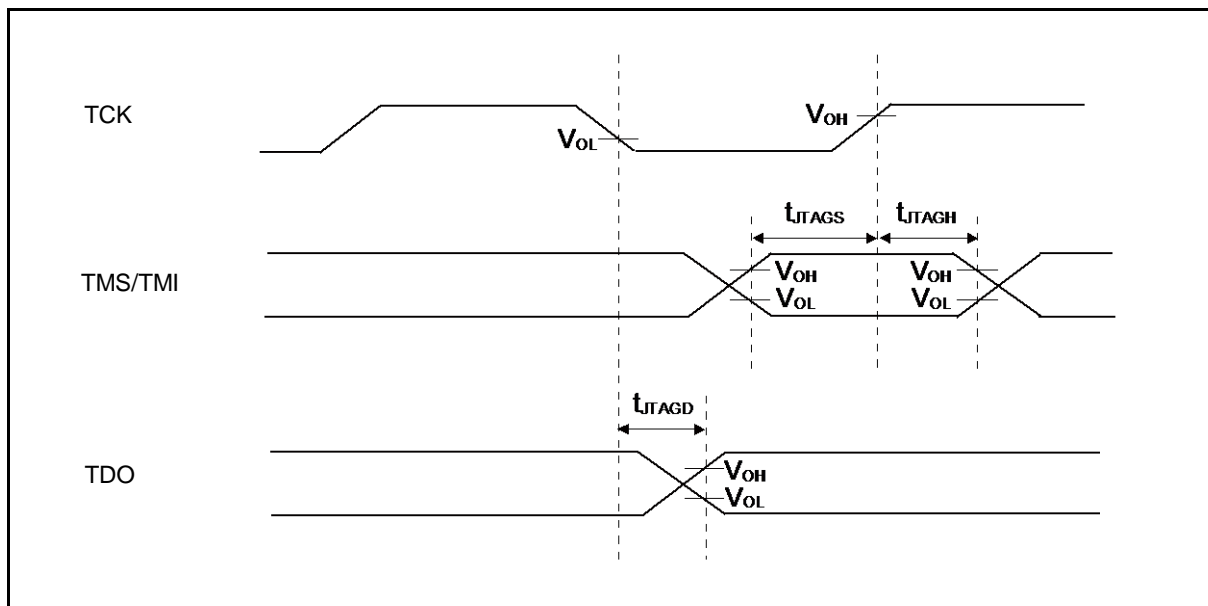 TCK
VOL
VOH
tJTAGS
tJTAGH
TMS/TMI
VOH
VOL
VOH
VOL
tJTAGD
TDO
VOH
VOL